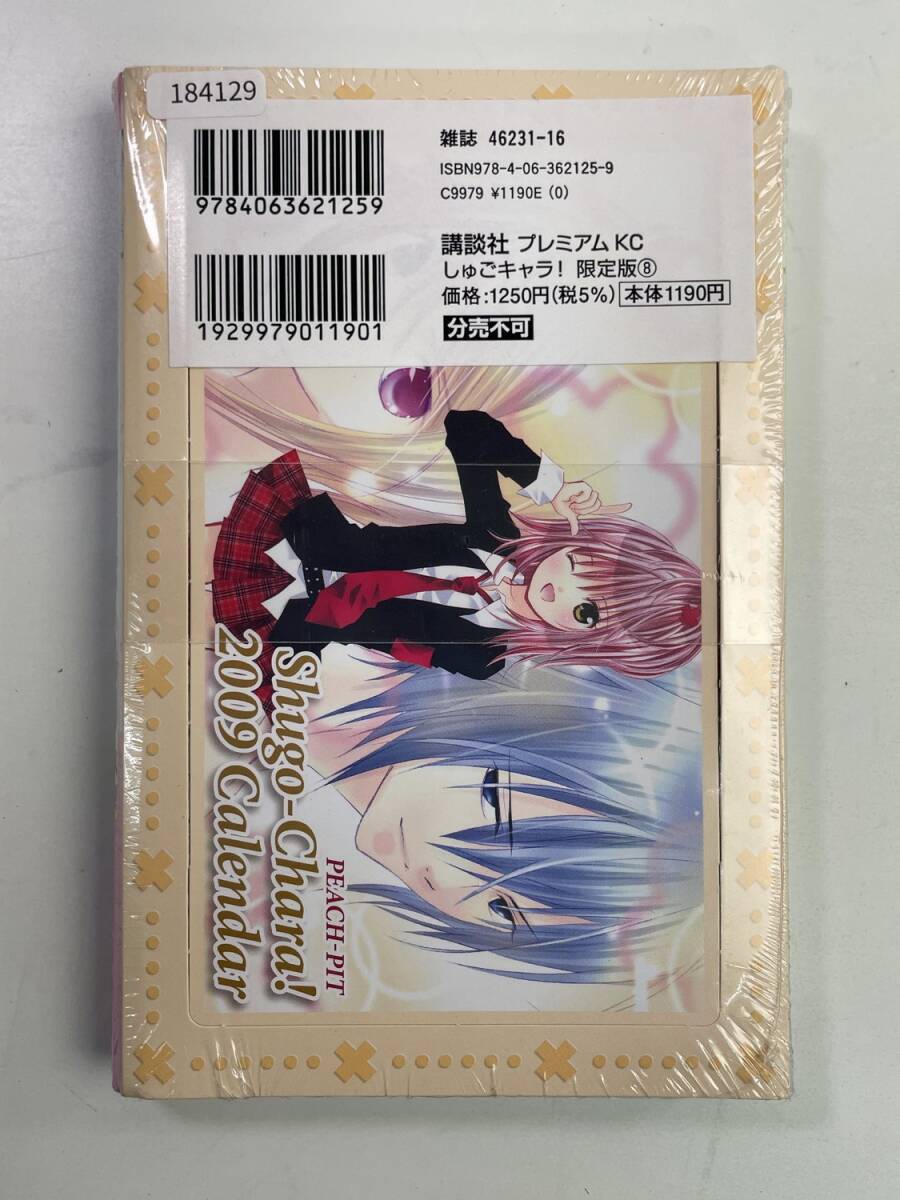 184129
雑誌 46231-16
ISBN978-4-06-362125-9
C9979 ¥1190E (0)
9784063621259
講談社 プレミアムKC
しゅごキャラ! 限定版⑧
価格:1250円(税5%) 本体1190円
分売不可
1929979011901
Shugo-Chara!
2009 Calendar
PEACH-PIT